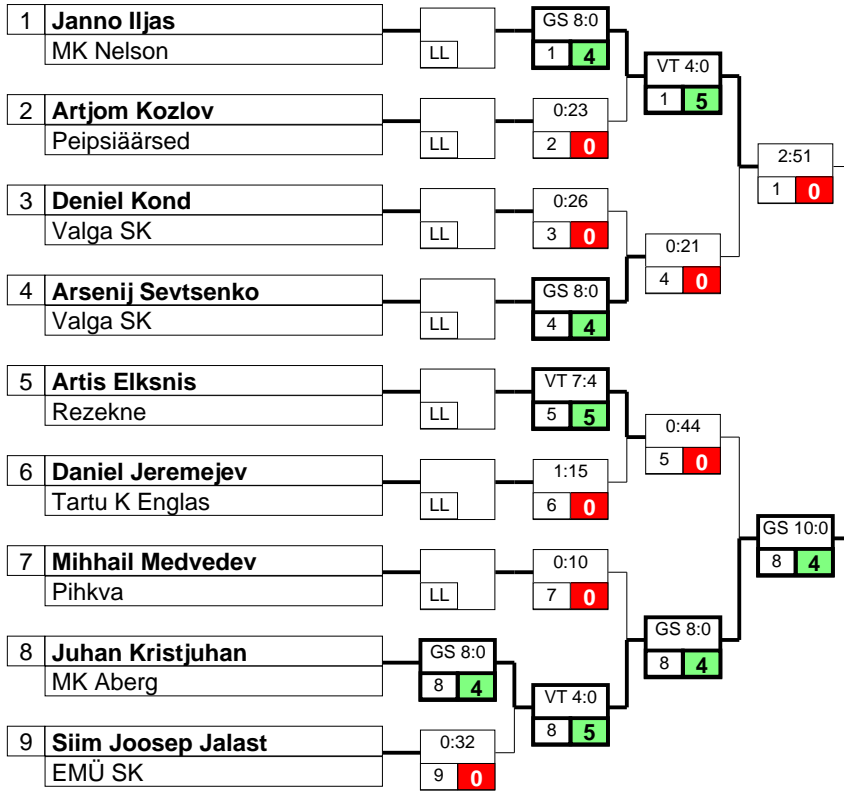 1 Janno Iljas
MK Nelson
LL
GS 8:0
1 4
VT 4:0
1 5
2 Artjom Kozlov
Peipsiäärsed
LL
0:23
2 0
2:51
1 0
3 Deniel Kond
Valga SK
LL
0:26
3 0
0:21
4 0
4 Arsenij Sevtsenko
Valga SK
LL
GS 8:0
4 4
5 Artis Elksnis
Rezekne
LL
VT 7:4
5 5
0:44
5 0
6 Daniel Jeremejev
Tartu K Englas
LL
1:15
6 0
GS 10:0
8 4
7 Mihhail Medvedev
Pihkva
LL
0:10
7 0
GS 8:0
8 4
8 Juhan Kristjuhan
MK Aberg
GS 8:0
8 4
VT 4:0
8 5
9 Siim Joosep Jalast
EMÜ SK
0:32
9 0